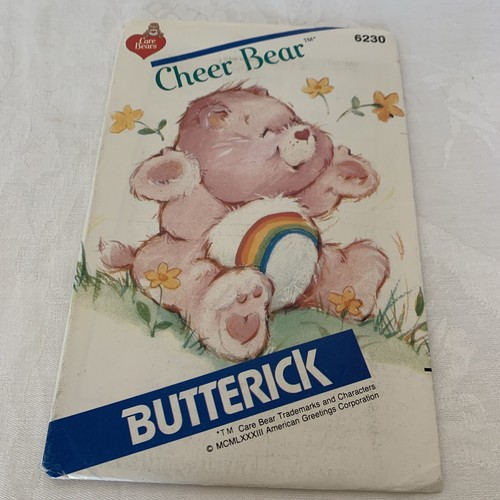 Care
Bears
Cheer Bear™*
6230
BUTTERICK
*TM Care Bear Trademarks and Characters
© MCMLXXXIII American Greetings Corporation